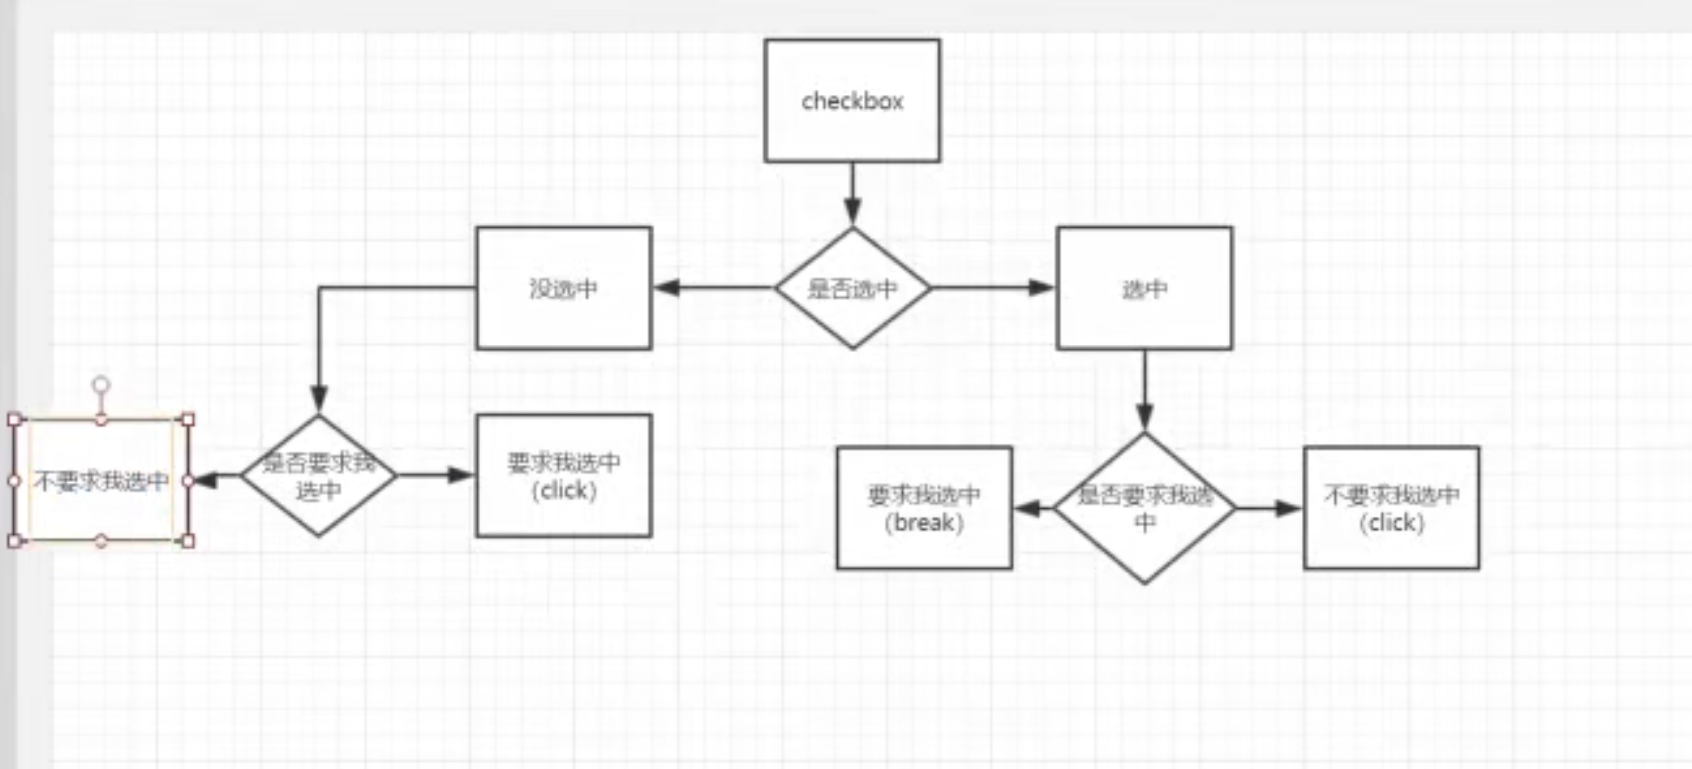 checkbox
没选中
是否选中
选中
不要求我选中
是否要求我
选中
要求我选中
(click)
要求我选中
(break)
是否要求我选
中
不要求我选中
(click)